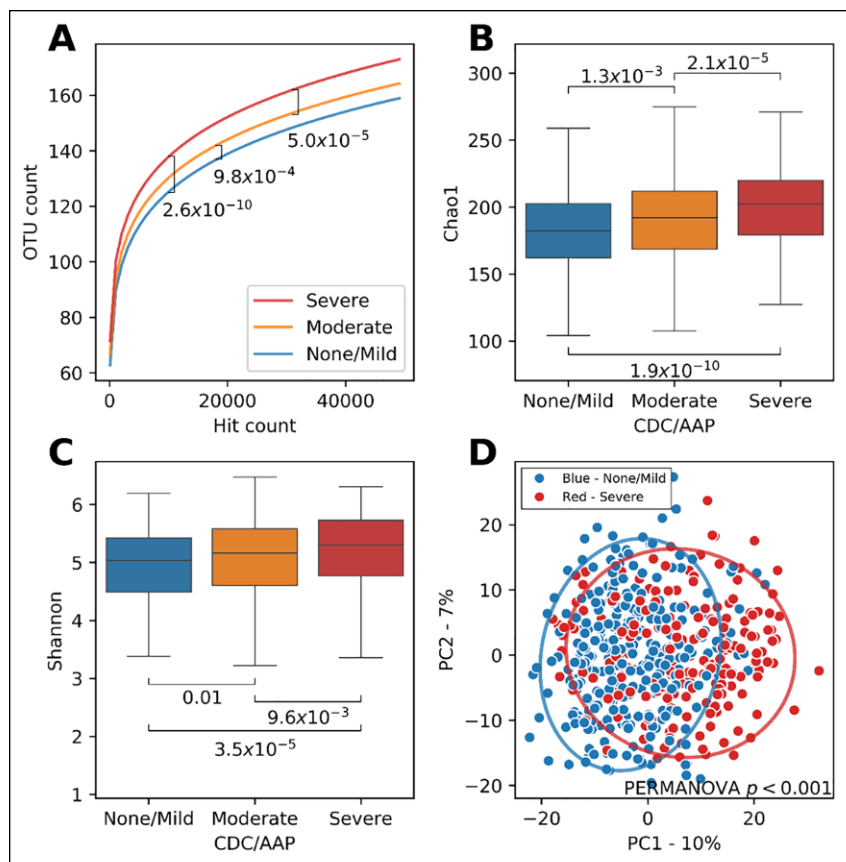 A
160
140
120
100
80
60
OTU count
5.0x10⁻⁵
9.8x10⁻⁴
2.6x10⁻¹⁰
Severe
Moderate
None/Mild
0
20000
40000
Hit count
B
300
250
200
150
100
Chao1
1.3x10⁻³
2.1x10⁻⁵
1.9x10⁻¹⁰
None/Mild
Moderate
Severe
CDC/AAP
C
6
5
4
3
2
1
Shannon
0.01
9.6x10⁻³
3.5x10⁻⁵
None/Mild
Moderate
Severe
CDC/AAP
D
Blue - None/Mild
Red - Severe
20
10
0
−10
−20
PC2 - 7%
PERMANOVA p < 0.001
−20
0
20
PC1 - 10%